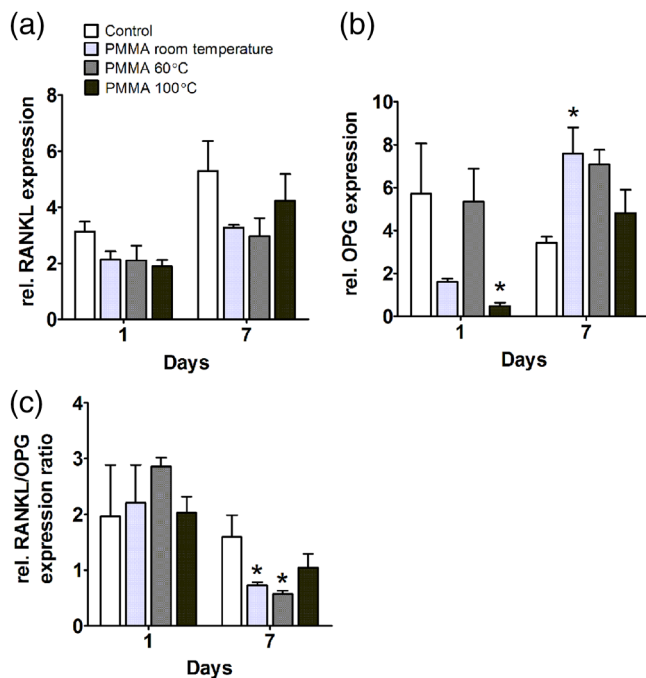 (a)
Control
PMMA room temperature
PMMA 60°C
PMMA 100°C
rel. RANKL expression
8
6
4
2
0
1
7
Days
(b)
rel. OPG expression
10
8
6
4
2
0
*
*
1
7
Days
(c)
rel. RANKL/OPG
expression ratio
4
3
2
1
0
*
*
1
7
Days